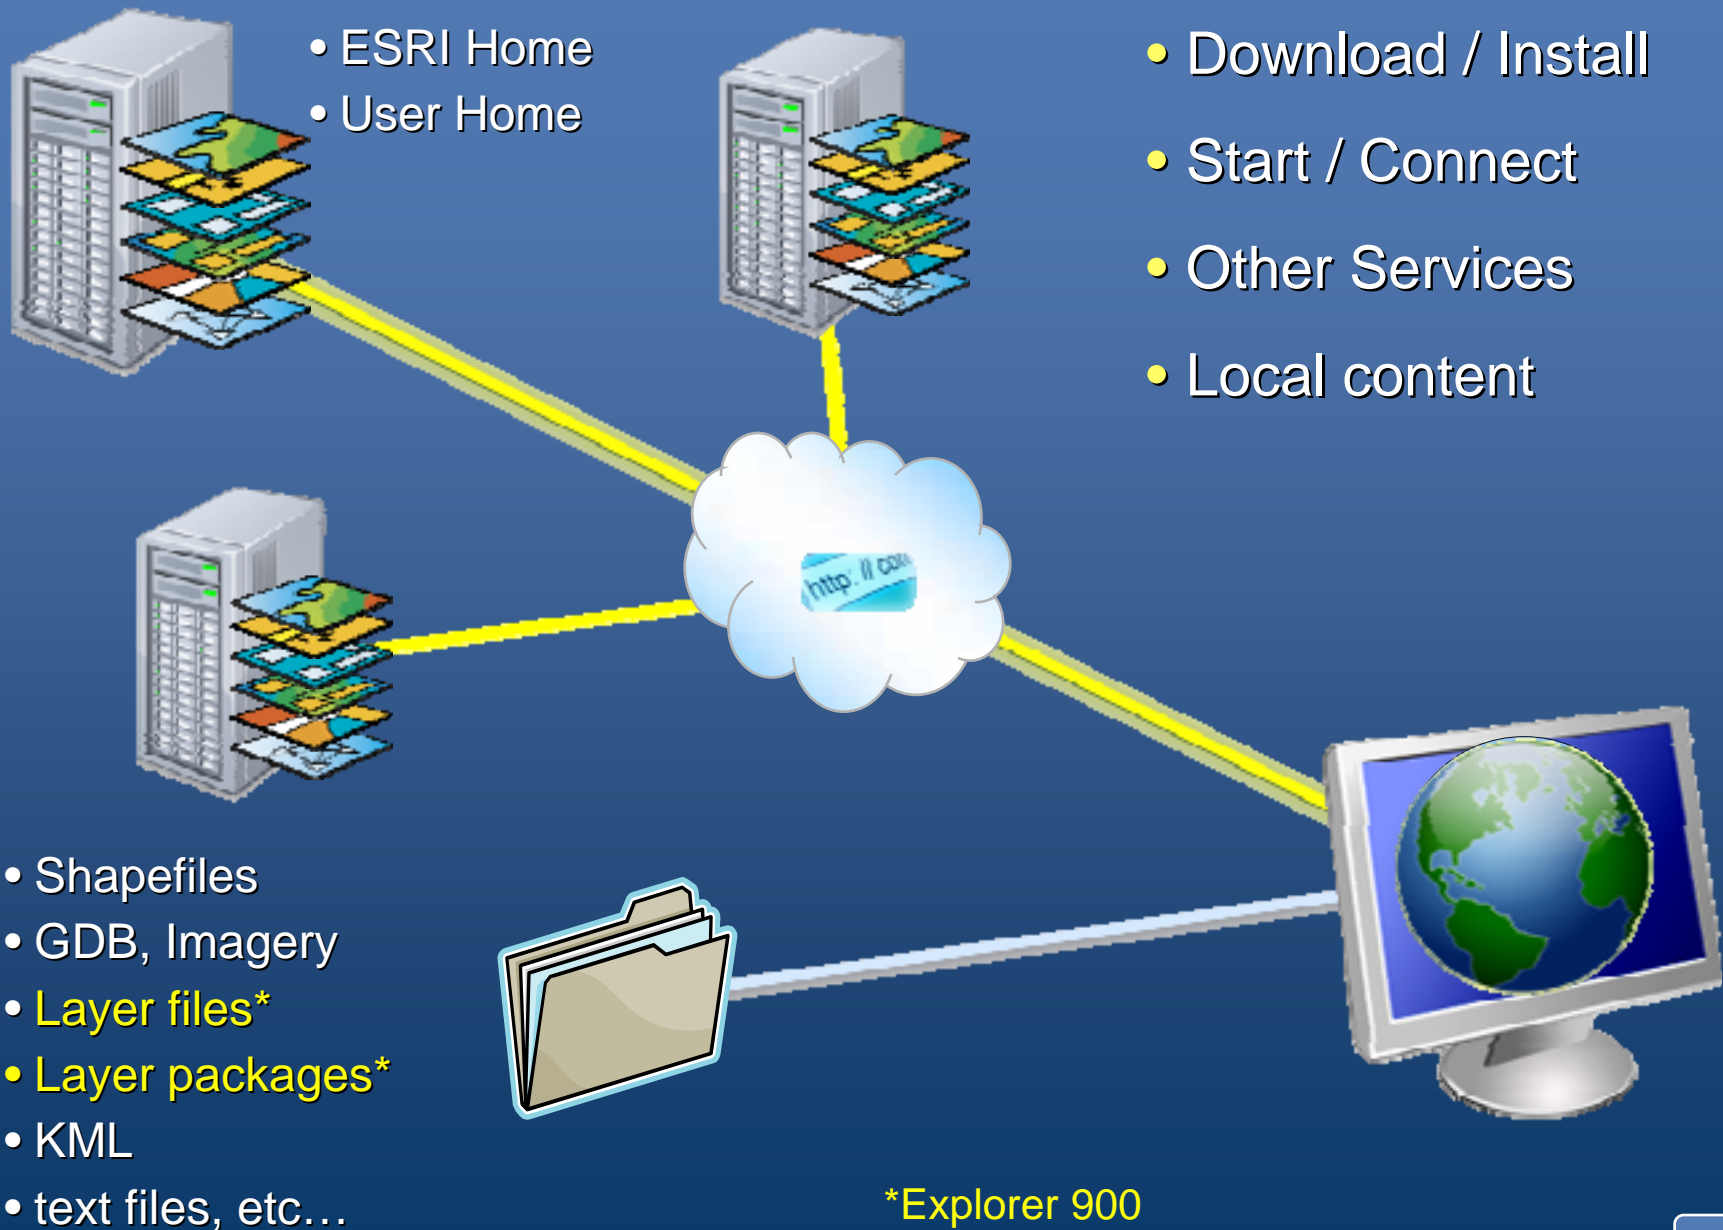 • ESRI Home
• User Home
• Download / Install
• Start / Connect
• Other Services
• Local content
http: //
• Shapefiles
• GDB, Imagery
• Layer files*
• Layer packages*
• KML
• text files, etc…
*Explorer 900